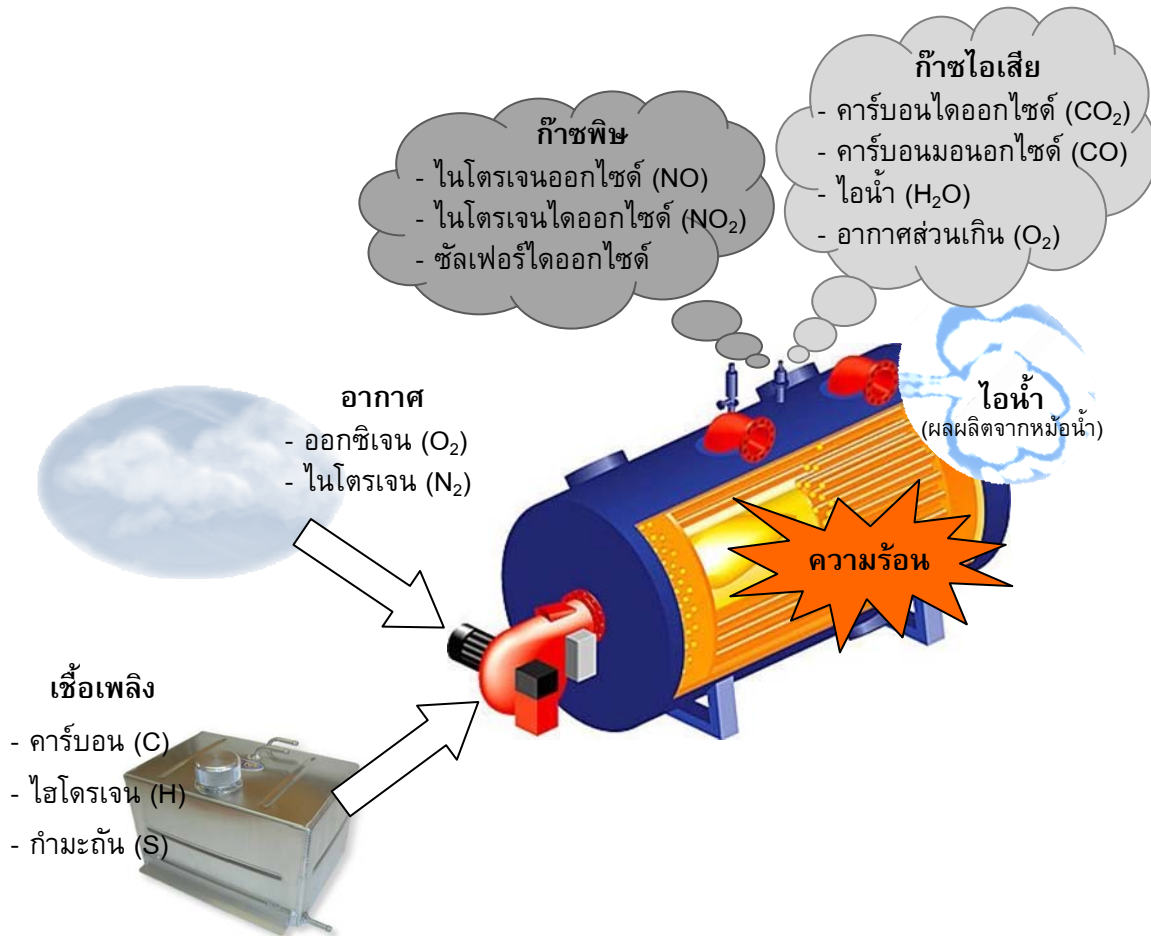 ก๊าซไอเสีย
- คาร์บอนไดออกไซด์ (CO₂)
- คาร์บอนมอนอกไซด์ (CO)
- ไอน้ำ (H₂O)
- อากาศส่วนเกิน (O₂)
ก๊าซพิษ
- ไนโตรเจนออกไซด์ (NO)
- ไนโตรเจนไดออกไซด์ (NO₂)
- ซัลเฟอร์ไดออกไซด์
อากาศ
- ออกซิเจน (O₂)
- ไนโตรเจน (N₂)
ไอน้ำ
(ผลผลิตจากหม้อน้ำ)
ความร้อน
เชื้อเพลิง
- คาร์บอน (C)
- ไฮโดรเจน (H)
- กำมะถัน (S)